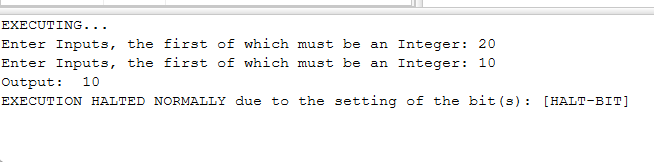 EXECUTING...
Enter Inputs, the first of which must be an Integer: 20
Enter Inputs, the first of which must be an Integer: 10
Output:  10
EXECUTION HALTED NORMALLY due to the setting of the bit(s): [HALT-BIT]